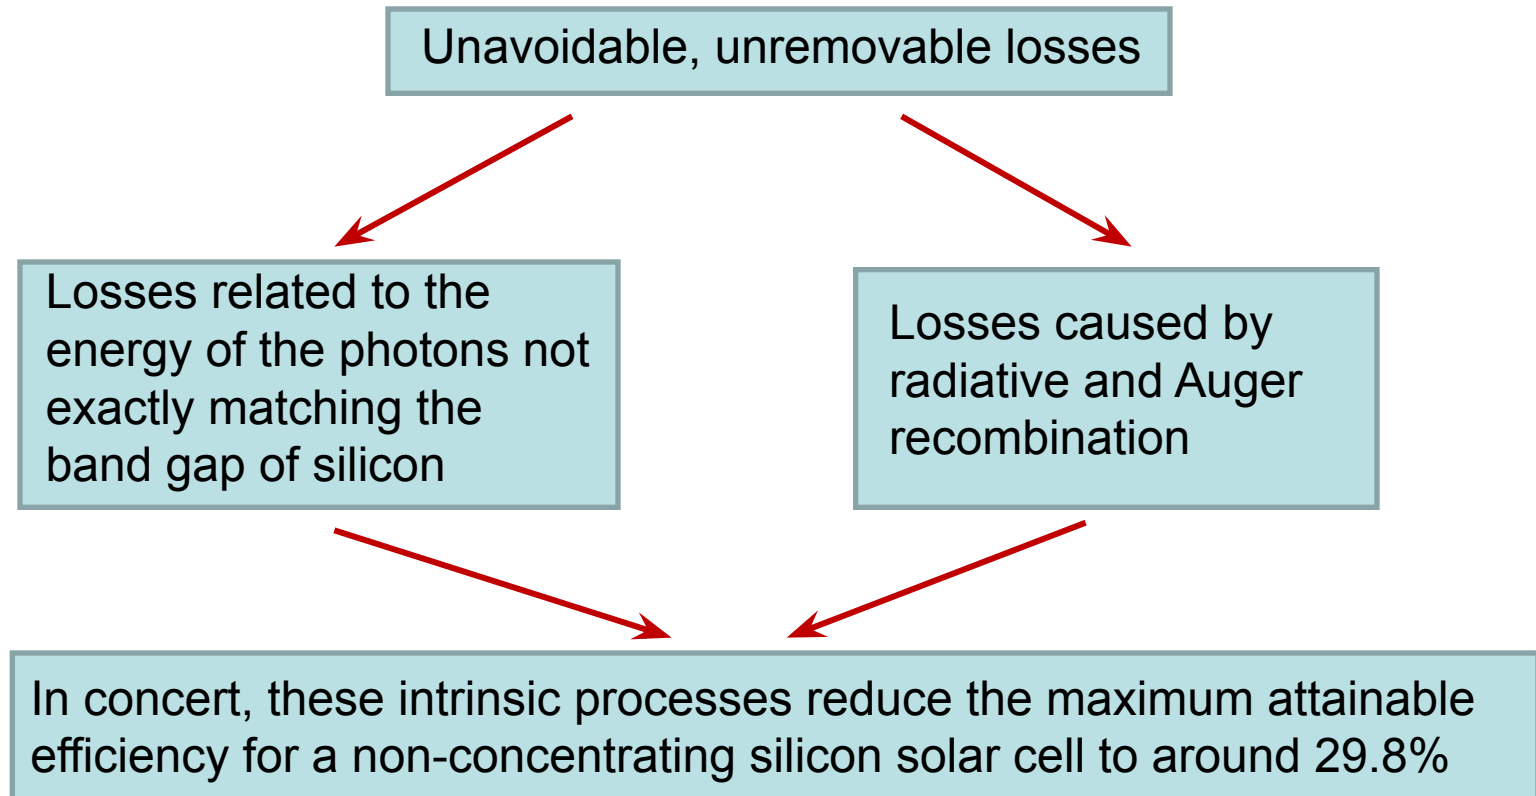 Unavoidable, unremovable losses
Losses related to the
energy of the photons not
exactly matching the
band gap of silicon
Losses caused by
radiative and Auger
recombination
In concert, these intrinsic processes reduce the maximum attainable
efficiency for a non-concentrating silicon solar cell to around 29.8%